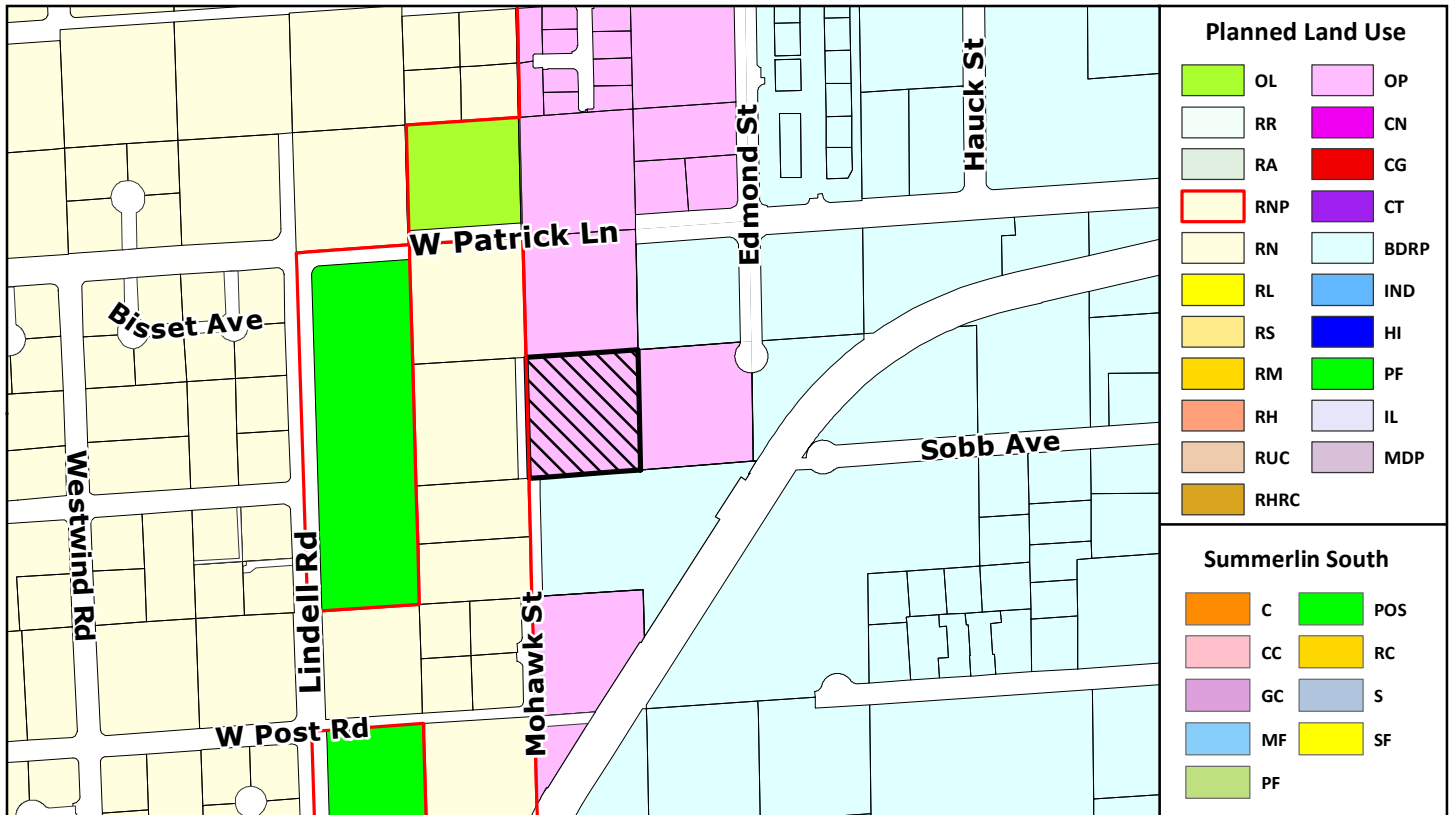 Hauck St
Edmond St
W Patrick Ln
Bisset Ave
Sobb Ave
Westwind Rd
Lindell Rd
Mohawk St
W Post Rd
Planned Land Use
OL OP
RR CN
RA CG
RNP CT
RN BDRP
RL IND
RS HI
RM PF
RH IL
RUC MDP
RHRC
Summerlin South
C POS
CC RC
GC S
MF SF
PF